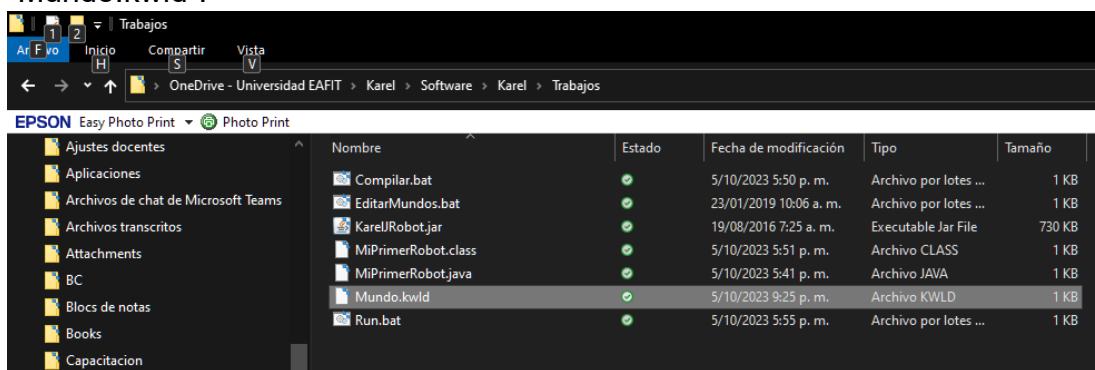 Mundo.kwld .
1 2 Trabajos
Archivo F Inicio Compartir Vista
H S V
OneDrive - Universidad EAFIT > Karel > Software > Karel > Trabajos
EPSON Easy Photo Print Photo Print
Ajustes docentes
Aplicaciones
Archivos de chat de Microsoft Teams
Archivos transcritos
Attachments
BC
Blocs de notas
Books
Capacitacion
Nombre Estado Fecha de modificación Tipo Tamaño
Compilar.bat 5/10/2023 5:50 p. m. Archivo por lotes ... 1 KB
EditarMundos.bat 23/01/2019 10:06 a. m. Archivo por lotes ... 1 KB
KarelJRobot.jar 19/08/2016 7:25 a. m. Executable Jar File 730 KB
MiPrimerRobot.class 5/10/2023 5:51 p. m. Archivo CLASS 1 KB
MiPrimerRobot.java 5/10/2023 5:41 p. m. Archivo JAVA 1 KB
Mundo.kwld 5/10/2023 9:25 p. m. Archivo KWLD 1 KB
Run.bat 5/10/2023 5:55 p. m. Archivo por lotes ... 1 KB